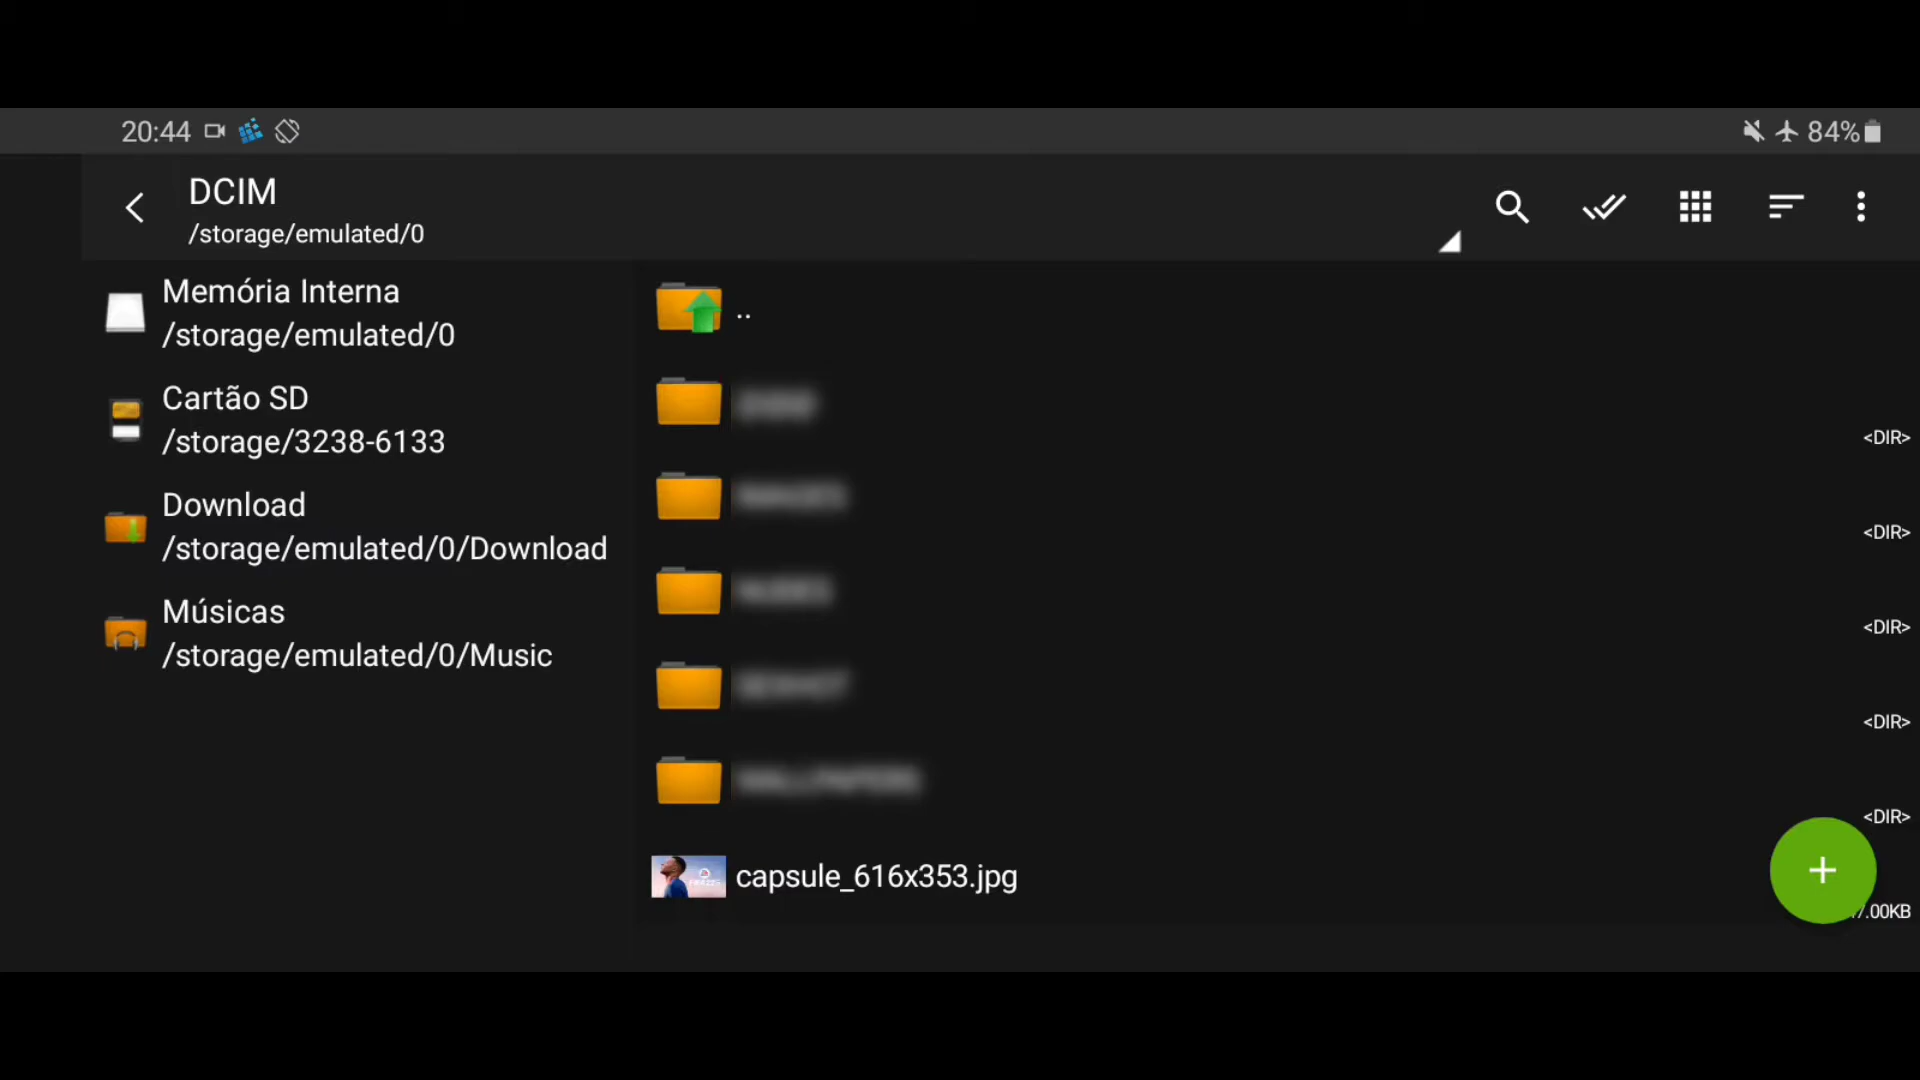 20:44
84%
DCIM
/storage/emulated/0
Memória Interna
/storage/emulated/0
Cartão SD
/storage/3238-6133
Download
/storage/emulated/0/Download
Músicas
/storage/emulated/0/Music
..
<DIR>
<DIR>
<DIR>
<DIR>
<DIR>
capsule_616x353.jpg